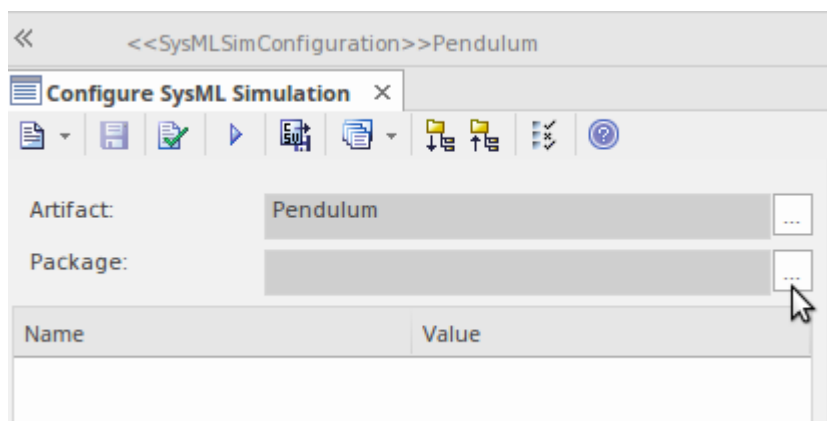 <<SysMLSimConfiguration>>Pendulum
Configure SysML Simulation
Artifact: Pendulum ...
Package: ...
Name Value